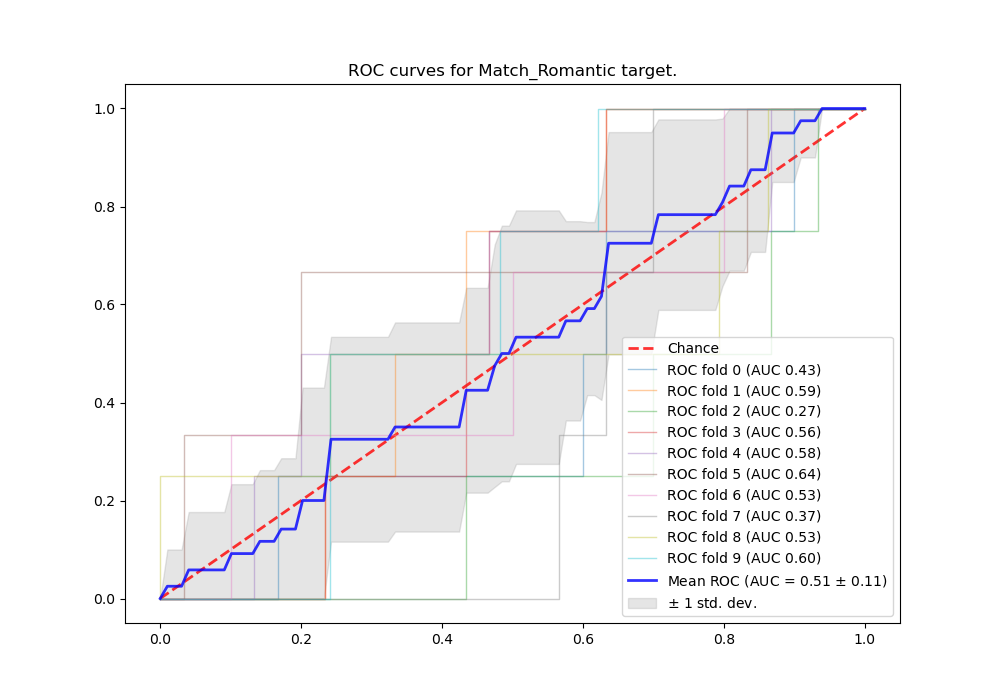 ROC curves for Match_Romantic target.
1.0
0.8
0.6
0.4
0.2
0.0
0.0 0.2 0.4 0.6 0.8 1.0
Chance
ROC fold 0 (AUC 0.43)
ROC fold 1 (AUC 0.59)
ROC fold 2 (AUC 0.27)
ROC fold 3 (AUC 0.56)
ROC fold 4 (AUC 0.58)
ROC fold 5 (AUC 0.64)
ROC fold 6 (AUC 0.53)
ROC fold 7 (AUC 0.37)
ROC fold 8 (AUC 0.53)
ROC fold 9 (AUC 0.60)
Mean ROC (AUC = 0.51 ± 0.11)
± 1 std. dev.